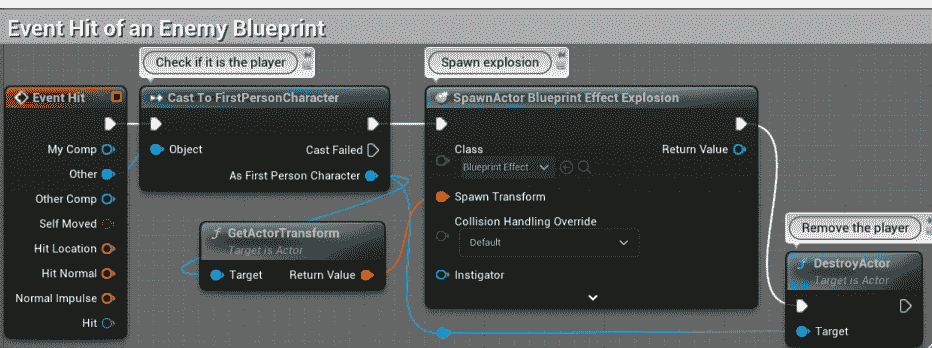 Event Hit of an Enemy Blueprint
Check if it is the player
Spawn explosion
Event Hit
Cast To FirstPersonCharacter
SpawnActor Blueprint Effect Explosion
My Comp
Object
Cast Failed
Class
Return Value
Other
Blueprint Effect
As First Person Character
Other Comp
Spawn Transform
Self Moved
Collision Handling Override
GetActorTransform
Target is Actor
Remove the player
Hit Location
Default
Hit Normal
Target
Return Value
Instigator
DestroyActor
Target is Actor
Normal Impulse
Hit
Target